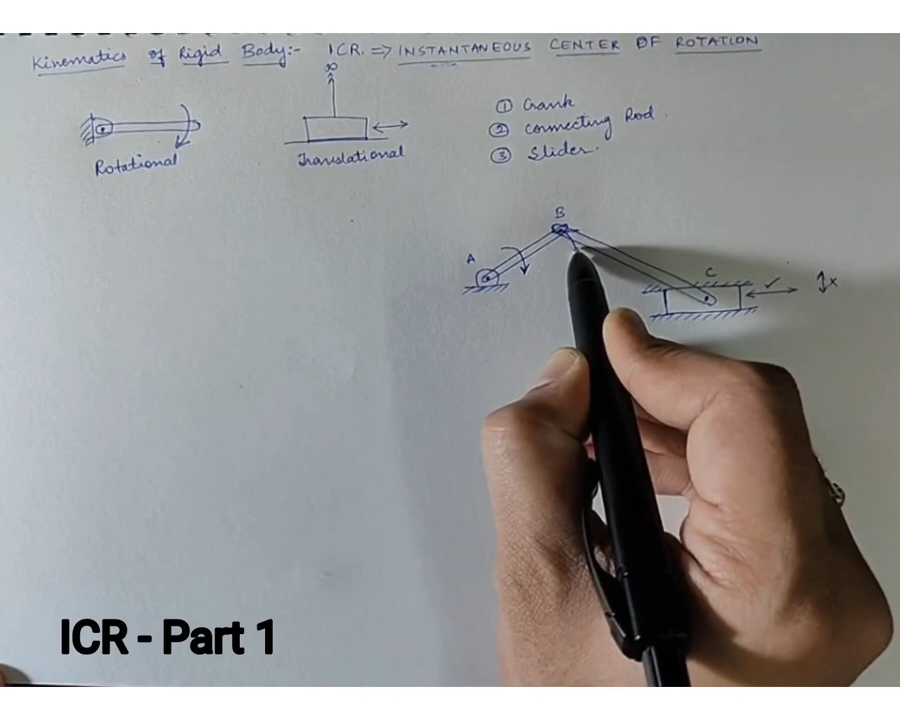 Kinematics of Rigid Body:- ICR. ⇒ INSTANTANEOUS CENTER OF ROTATION
∞
① Crank
② Connecting Rod.
③ Slider.
Rotational
Translational
B
A
C
✓
x
ICR - Part 1